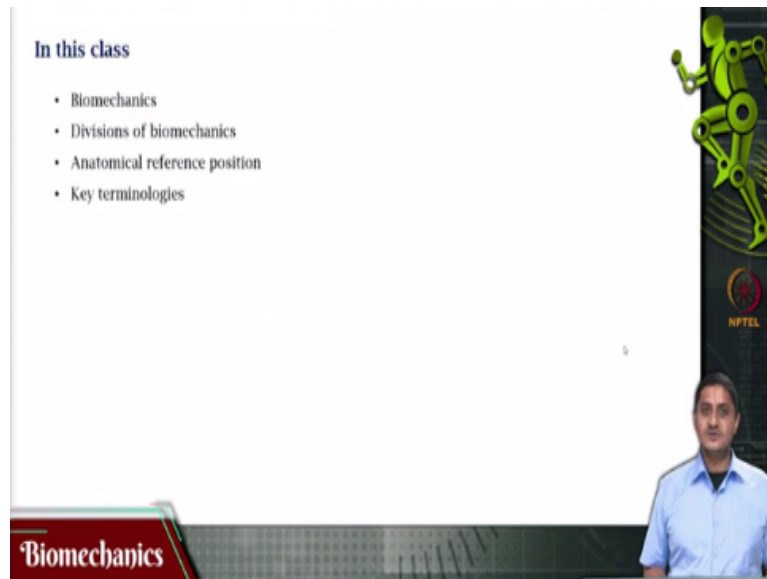 In this class
• Biomechanics
• Divisions of biomechanics
• Anatomical reference position
• Key terminologies
NPTEL
Biomechanics